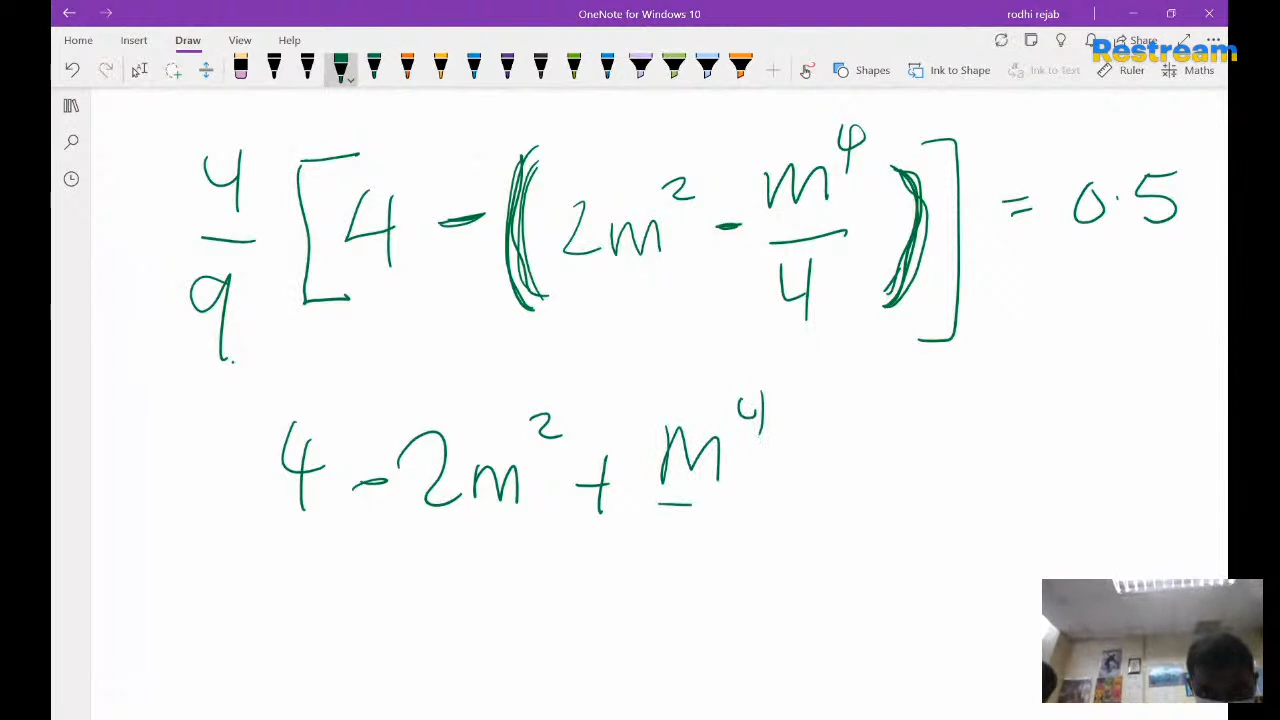 OneNote for Windows 10
rodhi rejab
Home Insert Draw View Help
Share
Restream
Shapes Ink to Shape Ink to Text Ruler Maths
4/9 [4 - (2m² - m⁴/4)] = 0.5
4 - 2m² + m⁴